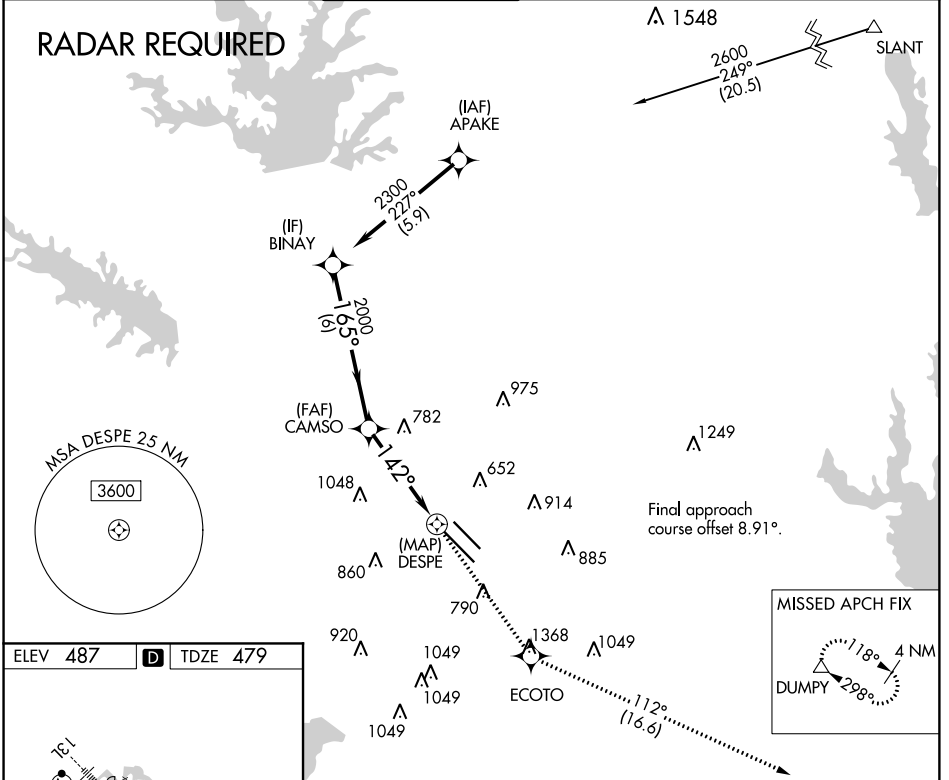 RADAR REQUIRED
1548
SLANT
2600
249°
(20.5)
(IAF)
APAKE
2300
227°
(5.9)
(IF)
BINAY
2000
165°
(6)
(FAF)
CAMSO
782
975
1249
142°
652
1048
914
MSA DESPE 25 NM
3600
Final approach
course offset 8.91°.
(MAP)
DESPE
885
860
790
920
1368
1049
1049
1049
1049
ECOTO
112°
(16.6)
MISSED APCH FIX
118°
4 NM
DUMPY
298°
ELEV 487 D TDZE 479
13L